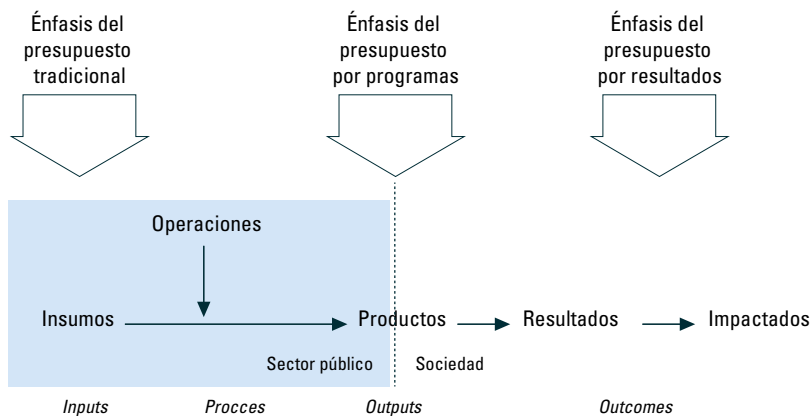 Énfasis del
presupuesto
tradicional
Énfasis del
presupuesto
por programas
Énfasis del
presupuesto
por resultados
Operaciones
Insumos
Productos
Resultados
Impactados
Sector público
Sociedad
Inputs
Procces
Outputs
Outcomes